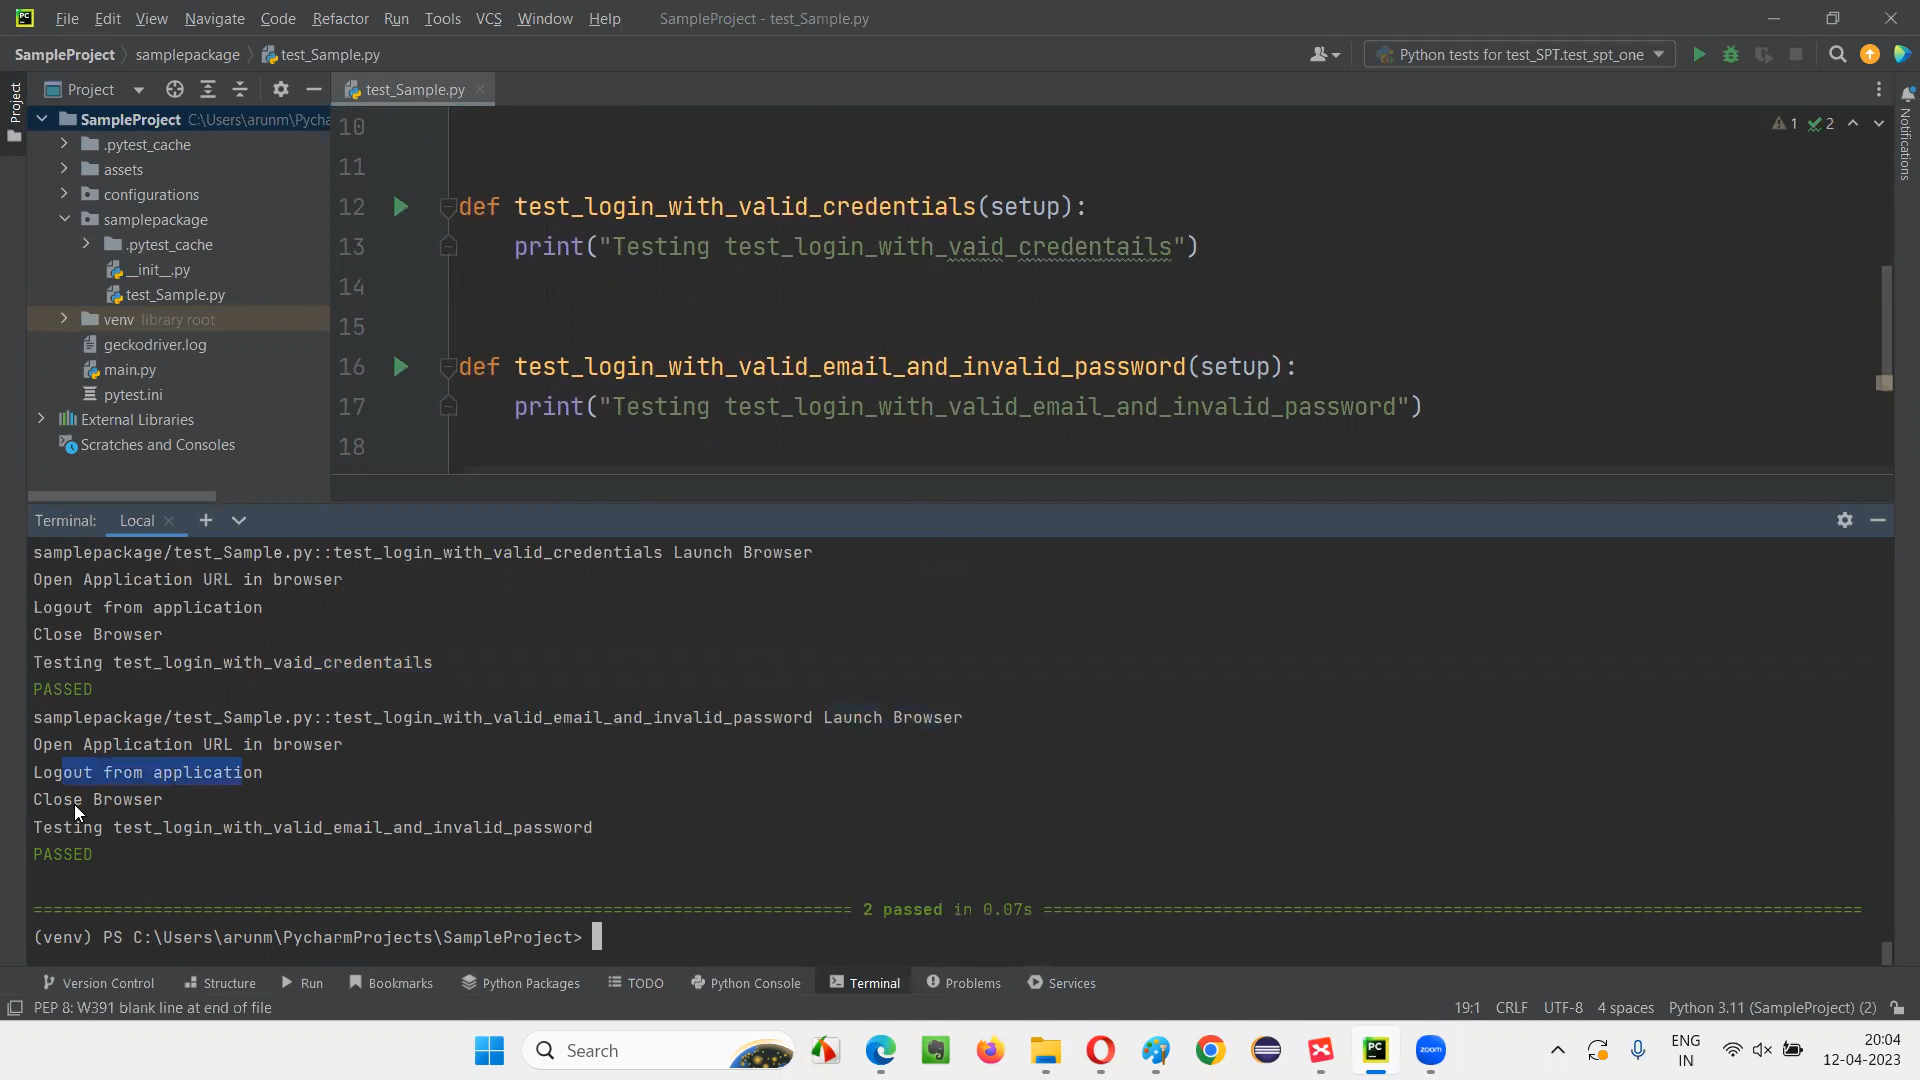 PC File Edit View Navigate Code Refactor Run Tools VCS Window Help SampleProject - test_Sample.py
SampleProject samplepackage test_Sample.py Python tests for test_SPT.test_spt_one
Project Project test_Sample.py
SampleProject C:\Users\arunm\Pycha
.pytest_cache
assets
configurations
samplepackage
.pytest_cache
__init__.py
test_Sample.py
venv library root
geckodriver.log
main.py
pytest.ini
External Libraries
Scratches and Consoles
1 2
Notifications
10
11
12 def test_login_with_valid_credentials(setup):
13 print("Testing test_login_with_vaid_credentails")
14
15
16 def test_login_with_valid_email_and_invalid_password(setup):
17 print("Testing test_login_with_valid_email_and_invalid_password")
18
Terminal: Local
samplepackage/test_Sample.py::test_login_with_valid_credentials Launch Browser
Open Application URL in browser
Logout from application
Close Browser
Testing test_login_with_vaid_credentails
PASSED
samplepackage/test_Sample.py::test_login_with_valid_email_and_invalid_password Launch Browser
Open Application URL in browser
Logout from application
Close Browser
Testing test_login_with_valid_email_and_invalid_password
PASSED
2 passed in 0.07s
(venv) PS C:\Users\arunm\PycharmProjects\SampleProject>
Version Control Structure Run Bookmarks Python Packages TODO Python Console Terminal Problems Services
PEP 8: W391 blank line at end of file 19:1 CRLF UTF-8 4 spaces Python 3.11 (SampleProject) (2)
Search PC zoom ENG IN 20:04
12-04-2023